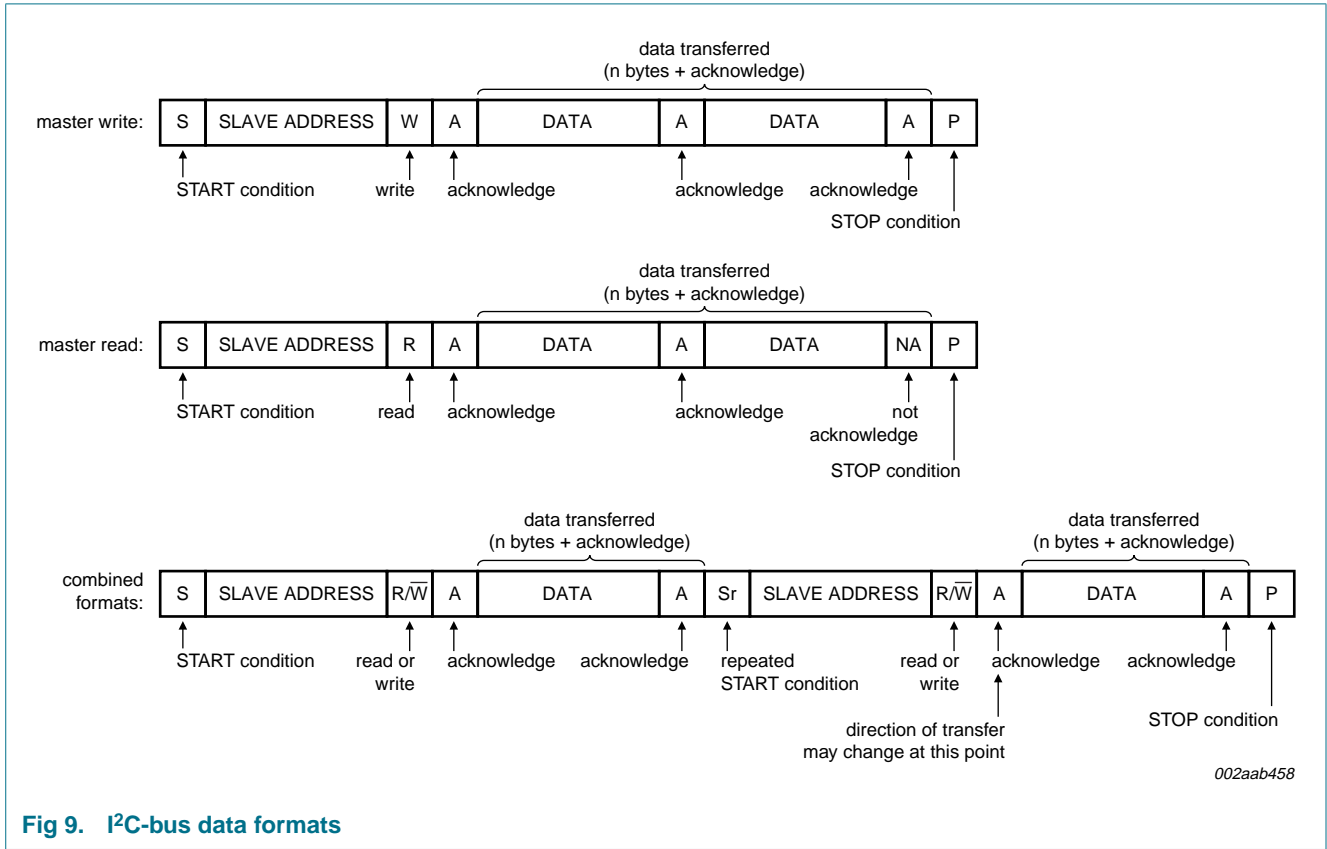 data transferred
(n bytes + acknowledge)
master write: S SLAVE ADDRESS W A DATA A DATA A P
START condition write acknowledge acknowledge acknowledge
STOP condition
data transferred
(n bytes + acknowledge)
master read: S SLAVE ADDRESS R A DATA A DATA NA P
START condition read acknowledge acknowledge not
acknowledge
STOP condition
data transferred data transferred
(n bytes + acknowledge) (n bytes + acknowledge)
combined
formats: S SLAVE ADDRESS R/W̅ A DATA A Sr SLAVE ADDRESS R/W̅ A DATA A P
START condition read or acknowledge acknowledge repeated read or acknowledge acknowledge
write START condition write
STOP condition
direction of transfer
may change at this point
002aab458
Fig 9. I²C-bus data formats